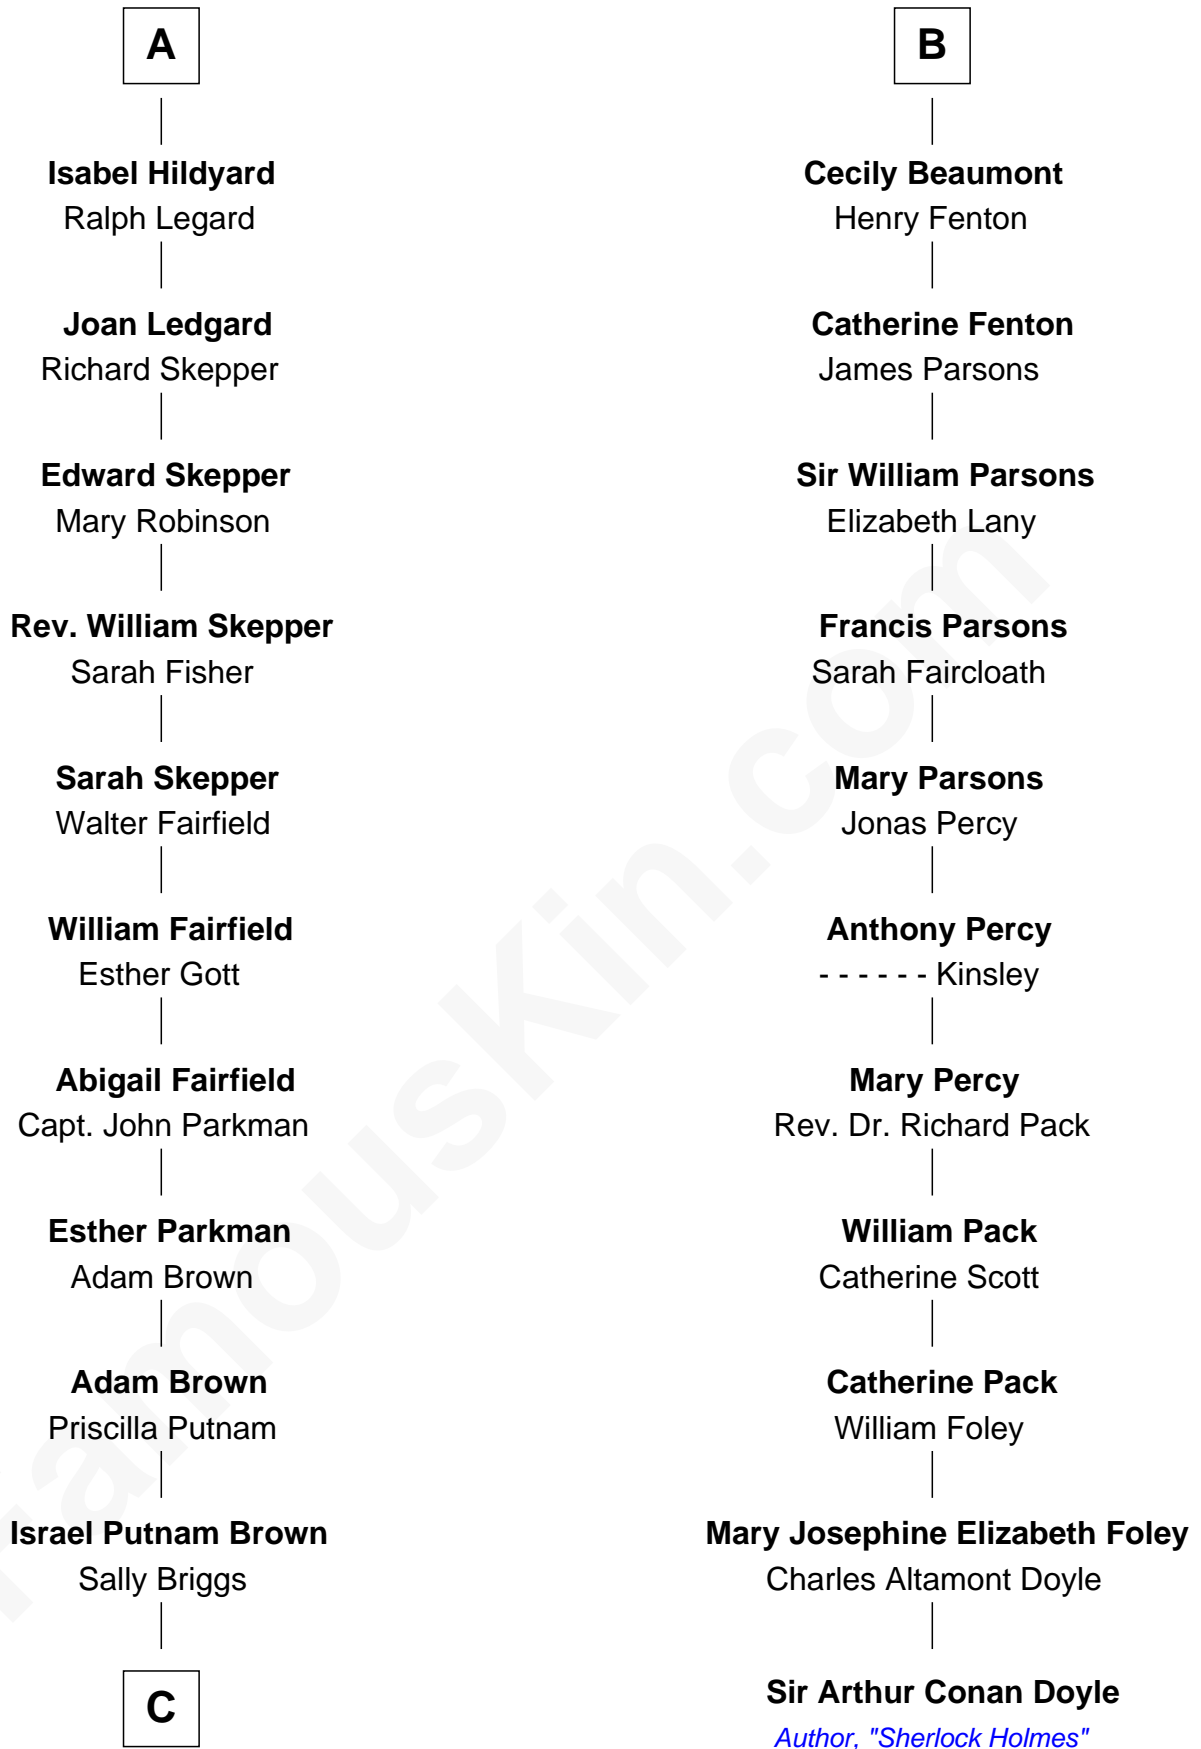 A
Isabel Hildyard
Ralph Legard
Joan Ledgard
Richard Skepper
Edward Skepper
Mary Robinson
Rev. William Skepper
Sarah Fisher
Sarah Skepper
Walter Fairfield
William Fairfield
Esther Gott
Abigail Fairfield
Capt. John Parkman
Esther Parkman
Adam Brown
Adam Brown
Priscilla Putnam
Israel Putnam Brown
Sally Briggs
C
B
Cecily Beaumont
Henry Fenton
Catherine Fenton
James Parsons
Sir William Parsons
Elizabeth Lany
Francis Parsons
Sarah Faircloath
Mary Parsons
Jonas Percy
Anthony Percy
- - - - - - Kinsley
Mary Percy
Rev. Dr. Richard Pack
William Pack
Catherine Scott
Catherine Pack
William Foley
Mary Josephine Elizabeth Foley
Charles Altamont Doyle
Sir Arthur Conan Doyle
Author, "Sherlock Holmes"
FamousKin.com